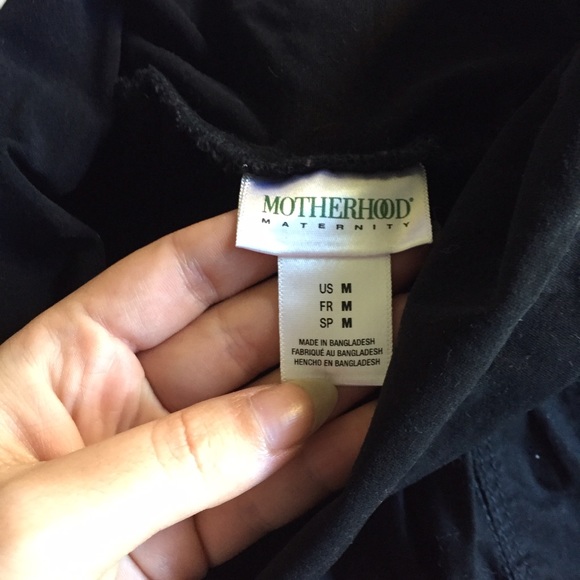 MOTHERHOOD®
MATERNITY
US M
FR M
SP M
MADE IN BANGLADESH
FABRIQUÉ AU BANGLADESH
HENCHO EN BANGLADESH